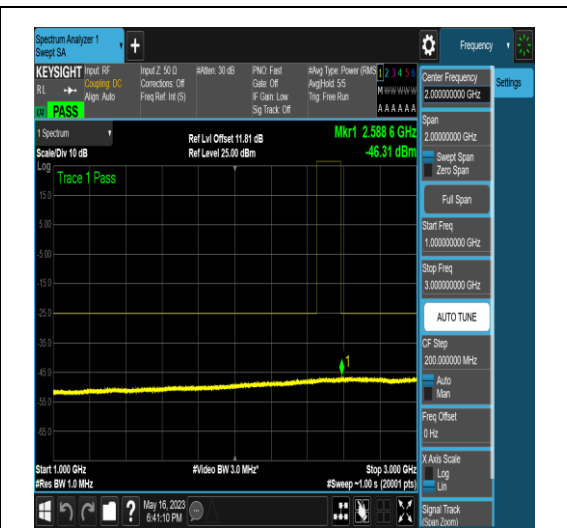 Spectrum Analyzer 1
Swept SA
Frequency
KEYSIGHT
RL
Input: RF
Coupling: DC
Align: Auto
Input Z: 50 Ω
Corrections: Off
Freq Ref: Int (S)
#Atten: 30 dB
PNO: Fast
Gate: Off
IF Gain: Low
Sig Track: Off
#Avg Type: Power (RMS
Avg|Hold: 5/5
Trig: Free Run
1 2 3 4 5 6
M W W W W W
A A A A A A
PASS
Settings
1 Spectrum
Scale/Div 10 dB
Ref Lvl Offset 11.81 dB
Ref Level 25.00 dBm
Mkr1 2.588 6 GHz
-46.31 dBm
Log
Trace 1 Pass
15.0
5.00
-5.00
-15.0
-25.0
-35.0
-45.0
-55.0
-65.0
1
Start 1.000 GHz
#Res BW 1.0 MHz
#Video BW 3.0 MHz*
Stop 3.000 GHz
#Sweep ~1.00 s (20001 pts)
Center Frequency
2.000000000 GHz
Span
2.00000000 GHz
Swept Span
Zero Span
Full Span
Start Freq
1.000000000 GHz
Stop Freq
3.000000000 GHz
AUTO TUNE
CF Step
200.000000 MHz
Auto
Man
Freq Offset
0 Hz
X Axis Scale
Log
Lin
Signal Track
(Span Zoom)
?
May 16, 2023
6:41:10 PM